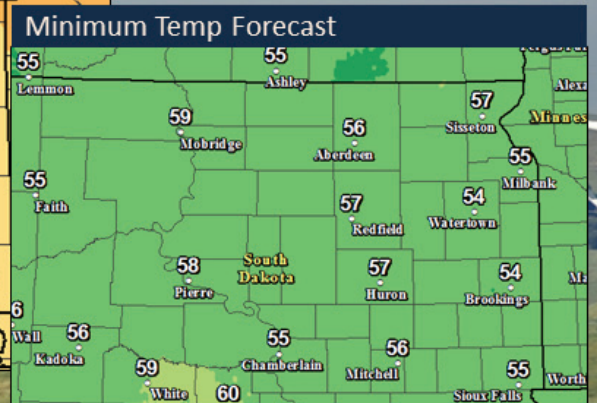 Minimum Temp Forecast
55
Lemmon
55
Ashley
59
Mobridge
56
Aberdeen
57
Sisseton
Minnes
55
Milbank
55
Faith
57
Redfield
54
Watertown
58
Pierre
South
Dakota
57
Huron
54
Brookings
6
Wall
56
Kadoka
55
Chamberlain
56
Mitchell
59
White
60
55
Sioux Falls
Worth